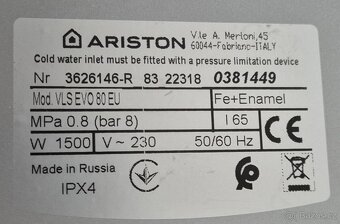 ARISTON
V.le A. Merloni,45
60044-Fabriano-ITALY
Cold water inlet must be fitted with a pressure limitation device
Nr 3626146-R 83 22318 0381449
Mod. VLS EVO 80 EU Fe+Enamel
MPa 0.8 (bar 8) I 65
W 1500 V ~ 230 50/60 Hz
CE
Made in Russia
IPX4